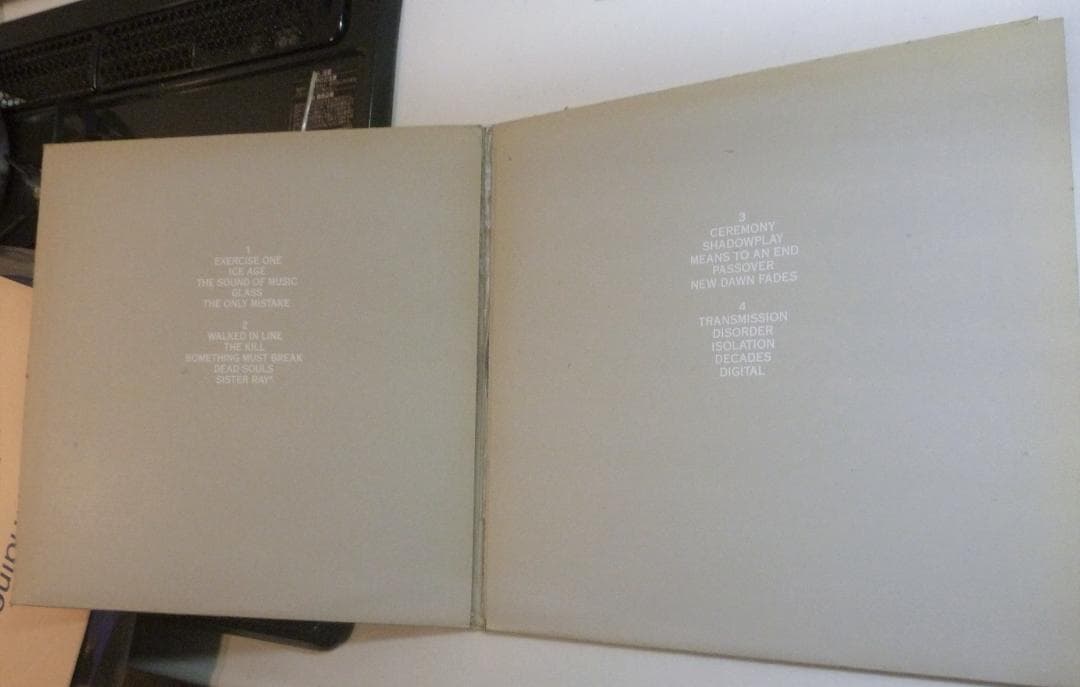 1
EXERCISE ONE
ICE AGE
THE SOUND OF MUSIC
GLASS
THE ONLY MISTAKE
2
WALKED IN LINE
THE KILL
SOMETHING MUST BREAK
DEAD SOULS
SISTER RAY*
3
CEREMONY
SHADOWPLAY
MEANS TO AN END
PASSOVER
NEW DAWN FADES
4
TRANSMISSION
DISORDER
ISOLATION
DECADES
DIGITAL